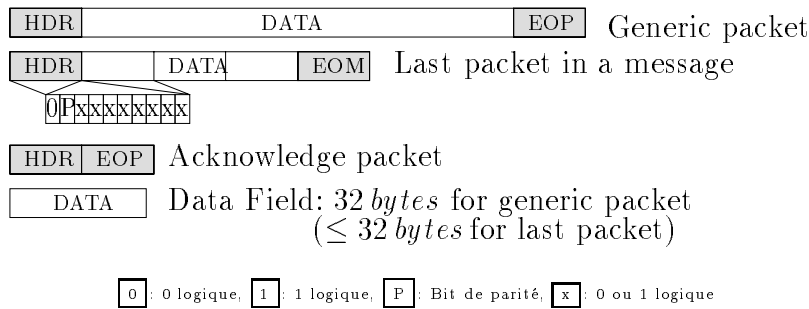 HDR DATA EOP Generic packet
HDR DATA EOM Last packet in a message
0Pxxxxxxxx
HDR EOP Acknowledge packet
DATA Data Field: 32 bytes for generic packet
(≤ 32 bytes for last packet)
0 : 0 logique, 1 : 1 logique, P : Bit de parité, x : 0 ou 1 logique